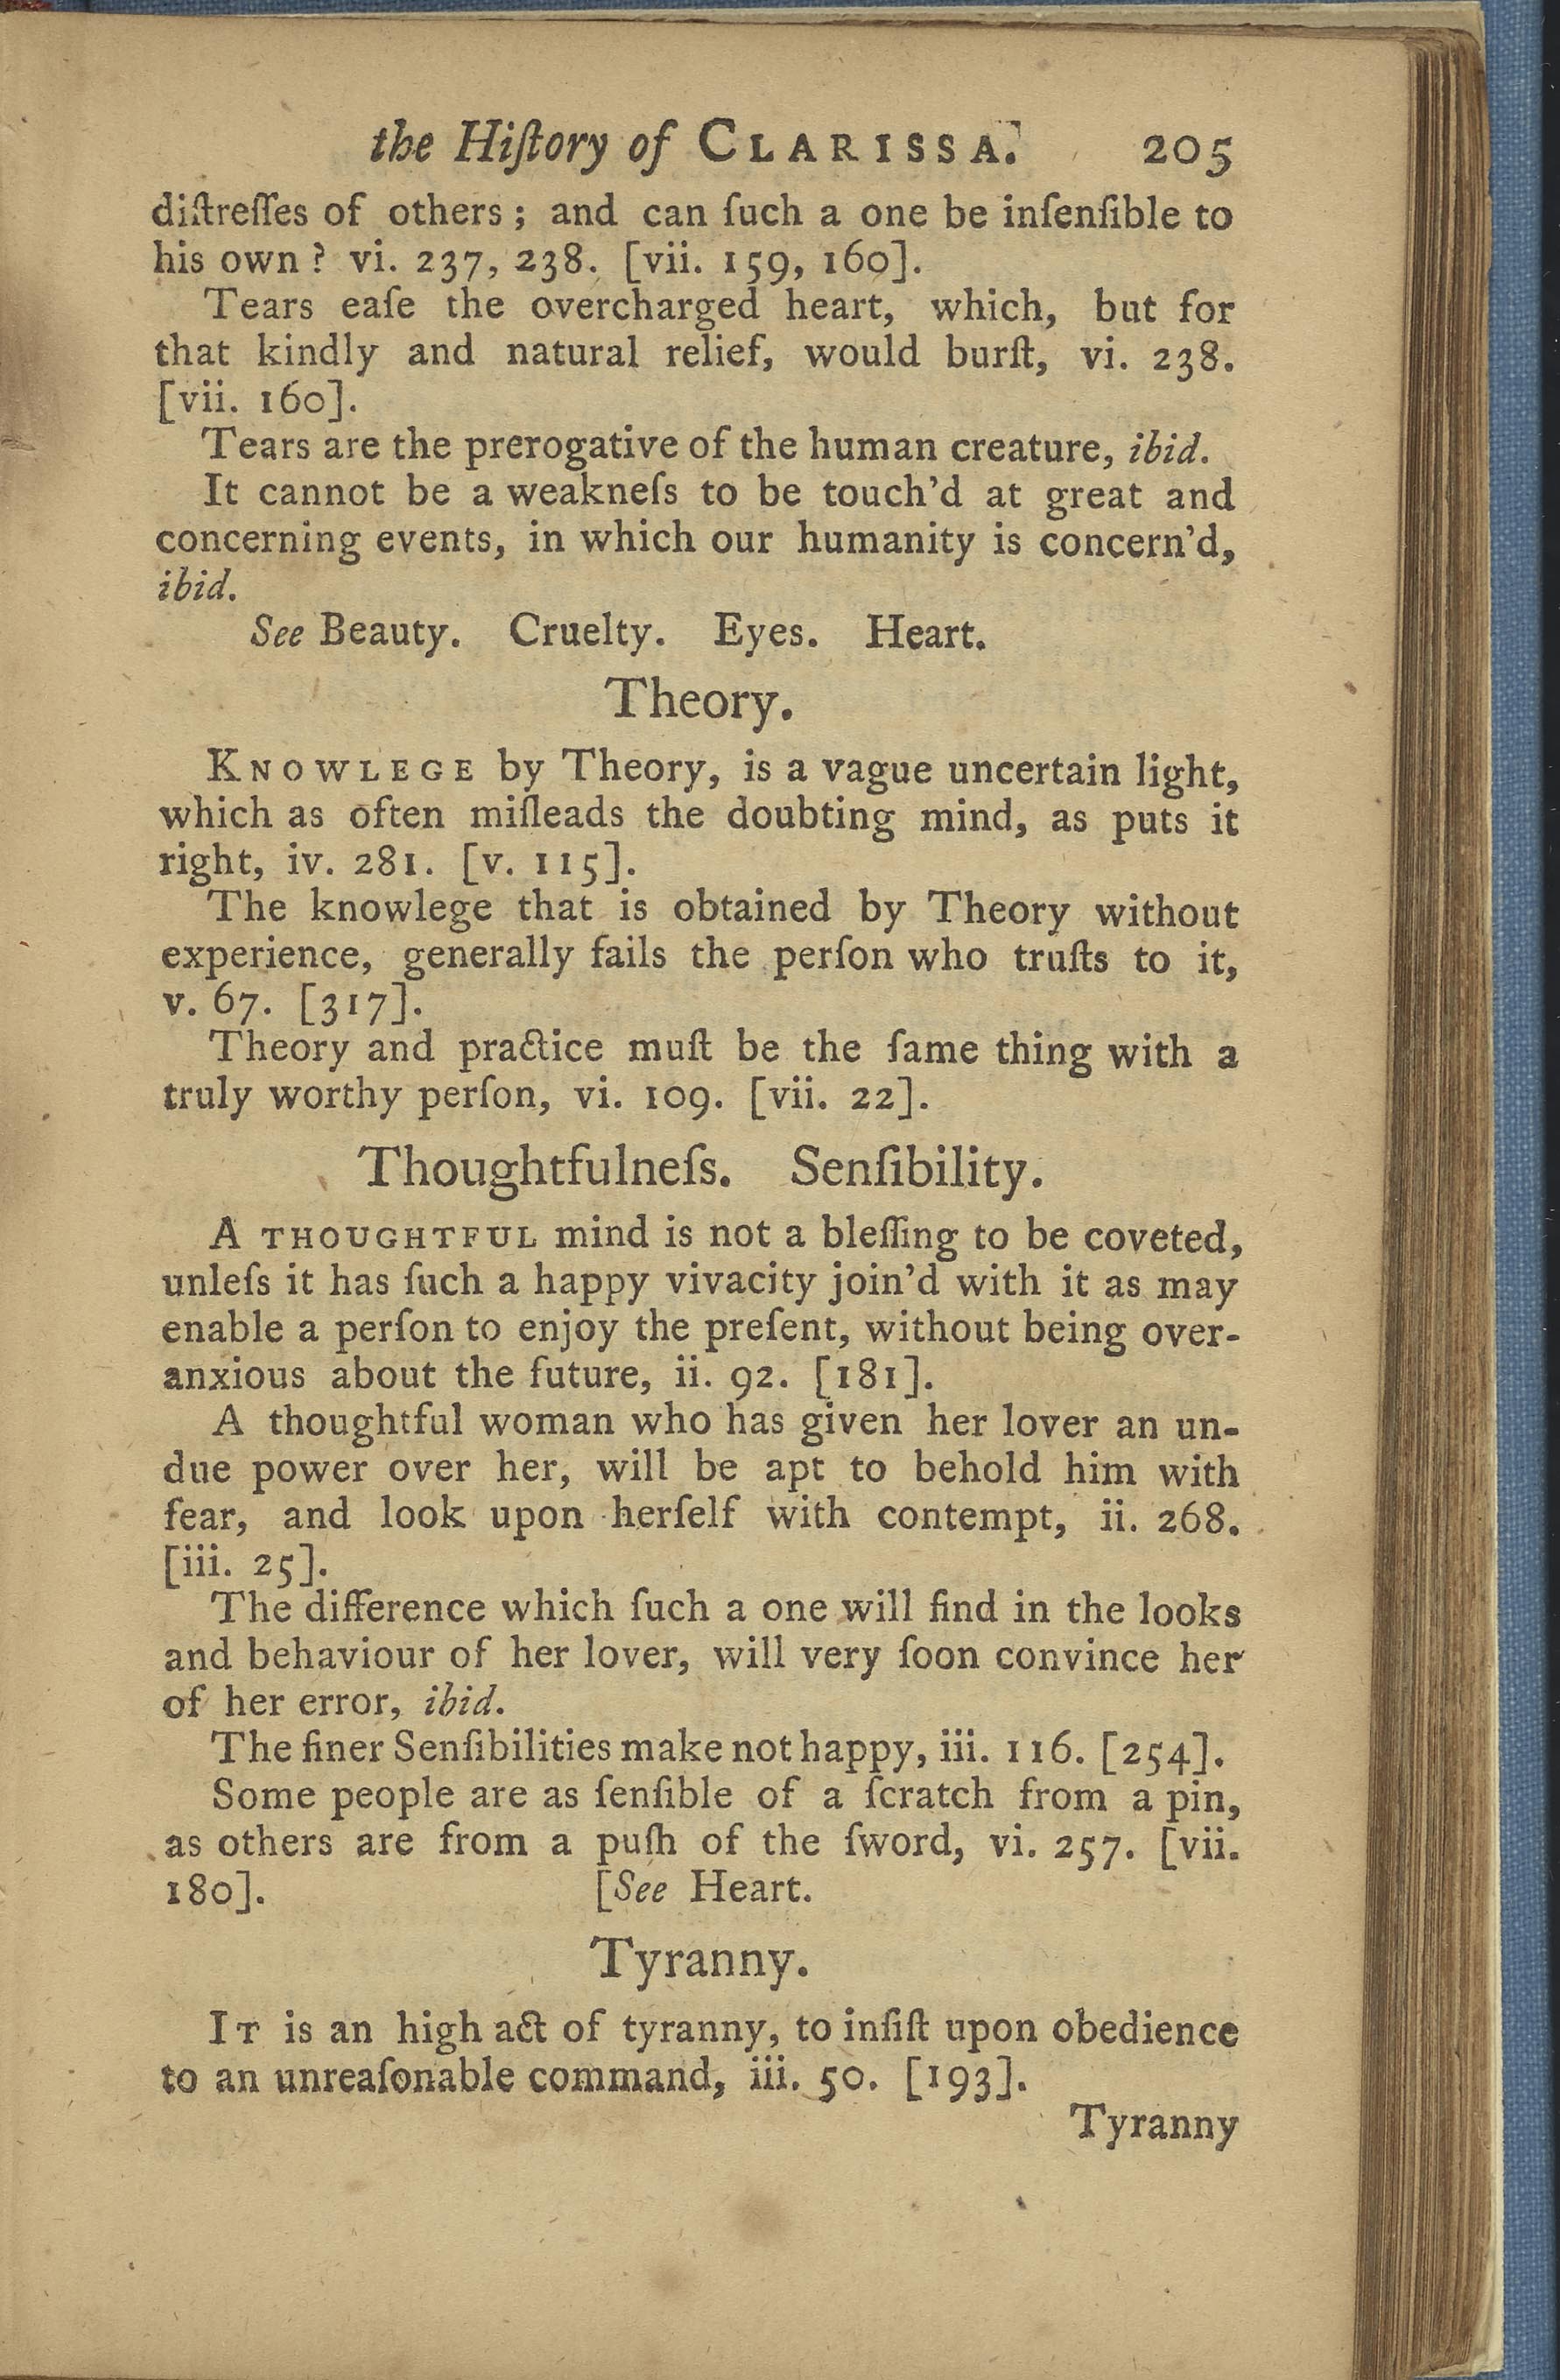 the Hiſtory of CLARISSA. 205
diſtreſſes of others; and can ſuch a one be inſenſible to
his own? vi. 237, 238. [vii. 159, 160].
Tears eaſe the overcharged heart, which, but for
that kindly and natural relief, would burſt, vi. 238.
[vii. 160].
Tears are the prerogative of the human creature, ibid.
It cannot be a weakneſs to be touch'd at great and
concerning events, in which our humanity is concern'd,
ibid.
See Beauty. Cruelty. Eyes. Heart.
Theory.
KNOWLEGE by Theory, is a vague uncertain light,
which as often miſleads the doubting mind, as puts it
right, iv. 281. [v. 115].
The knowlege that is obtained by Theory without
experience, generally fails the perſon who truſts to it,
v. 67. [317].
Theory and practice muſt be the ſame thing with a
truly worthy perſon, vi. 109. [vii. 22].
Thoughtfulneſs. Senſibility.
A THOUGHTFUL mind is not a bleſſing to be coveted,
unleſs it has ſuch a happy vivacity join'd with it as may
enable a perſon to enjoy the preſent, without being over-
anxious about the future, ii. 92. [181].
A thoughtful woman who has given her lover an un-
due power over her, will be apt to behold him with
fear, and look upon herſelf with contempt, ii. 268.
[iii. 25].
The difference which ſuch a one will find in the looks
and behaviour of her lover, will very ſoon convince her
of her error, ibid.
The finer Senſibilities make not happy, iii. 116. [254].
Some people are as ſenſible of a ſcratch from a pin,
as others are from a puſh of the ſword, vi. 257. [vii.
180]. [See Heart.
Tyranny.
IT is an high act of tyranny, to inſiſt upon obedience
to an unreaſonable command, iii. 50. [193].
Tyranny